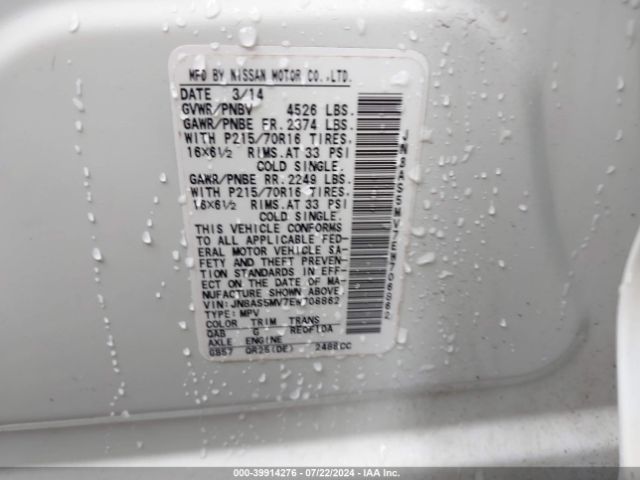 MFD BY NISSAN MOTOR CO.,LTD.
DATE 3/14
GVWR/PNBV 4526 LBS.
GAWR/PNBE FR. 2374 LBS.
WITH P215/70R16 TIRES.
16X6½ RIMS.AT 33 PSI
COLD SINGLE.
GAWR/PNBE RR. 2249 LBS.
WITH P215/70R16 TIRES.
16X6½ RIMS.AT 33 PSI
COLD SINGLE.
THIS VEHICLE CONFORMS
TO ALL APPLICABLE FED-
ERAL MOTOR VEHICLE SA-
FETY AND THEFT PREVEN-
TION STANDARDS IN EFF-
ECT ON THE DATE OF MA-
NUFACTURE SHOWN ABOVE.
VIN: JN8AS5MV7EW708862
TYPE: MPV
COLOR TRIM TRANS
QAB G RE0F10A
AXLE ENGINE
GB57 QR25(DE) 2488CC
JN8AS5MV7EW708862
000-39914276 - 07/22/2024 - IAA Inc.